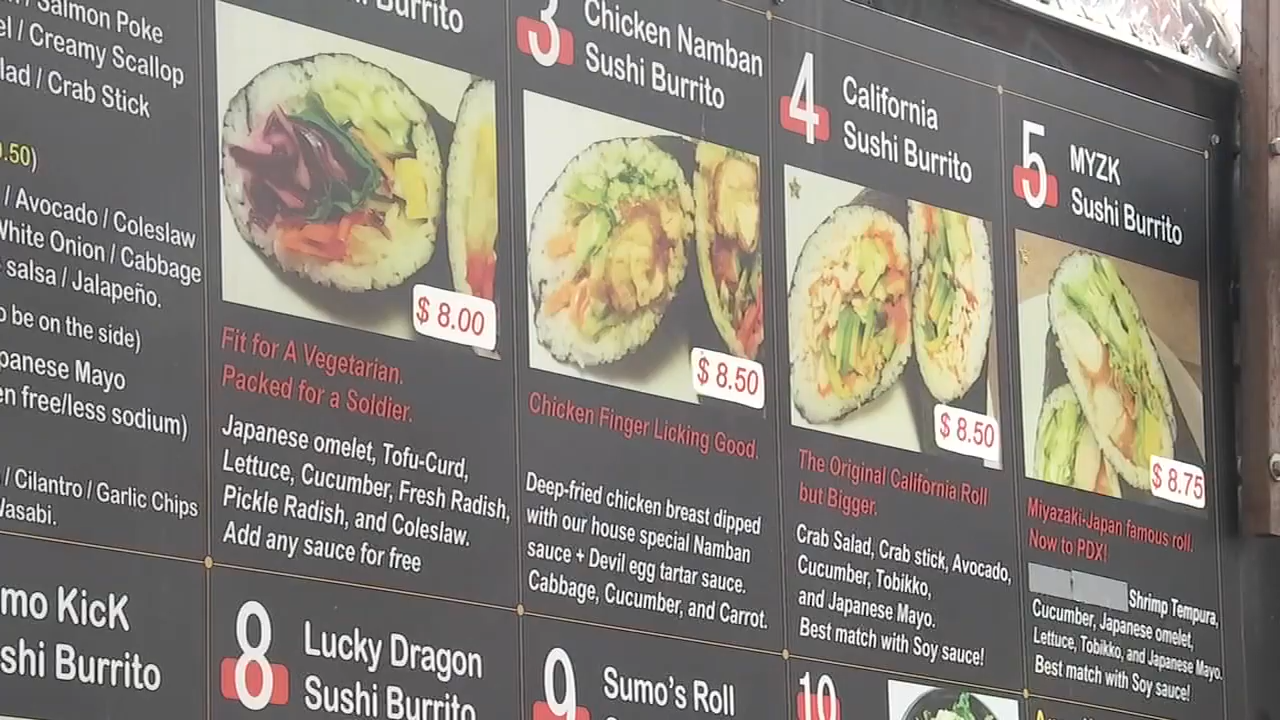 Salmon Poke
/ Creamy Scallop
/ Crab Stick
.50)
/ Avocado / Coleslaw
White Onion / Cabbage
salsa / Jalapeño.
be on the side)
Mayo
free/less sodium)
/ Cilantro / Garlic Chips
Burrito
$ 8.00
Fit for A Vegetarian.
Packed for a Soldier.
Japanese omelet, Tofu-Curd,
Lettuce, Cucumber, Fresh Radish,
Pickle Radish, and Coleslaw.
Add any sauce for free
3
Chicken Namban
Sushi Burrito
$ 8.50
Chicken Finger Licking Good.
Deep-fried chicken breast dipped
with our house special Namban
sauce + Devil egg tartar sauce.
Cabbage, Cucumber, and Carrot.
4
California
Sushi Burrito
$ 8.50
The Original California Roll
but Bigger.
Crab Salad, Crab stick, Avocado,
Cucumber, Tobikko,
and Japanese Mayo.
Best match with Soy sauce!
5
MYZK
Sushi Burrito
$ 8.75
Miyazaki-Japan famous roll.
Now to PDX!
Shrimp Tempura,
Cucumber, Japanese omelet,
Lettuce, Tobikko, and Japanese Mayo.
Best match with Soy sauce!
KicK
Burrito
8
Lucky Dragon
Sushi Burrito
9
Sumo's Roll
10